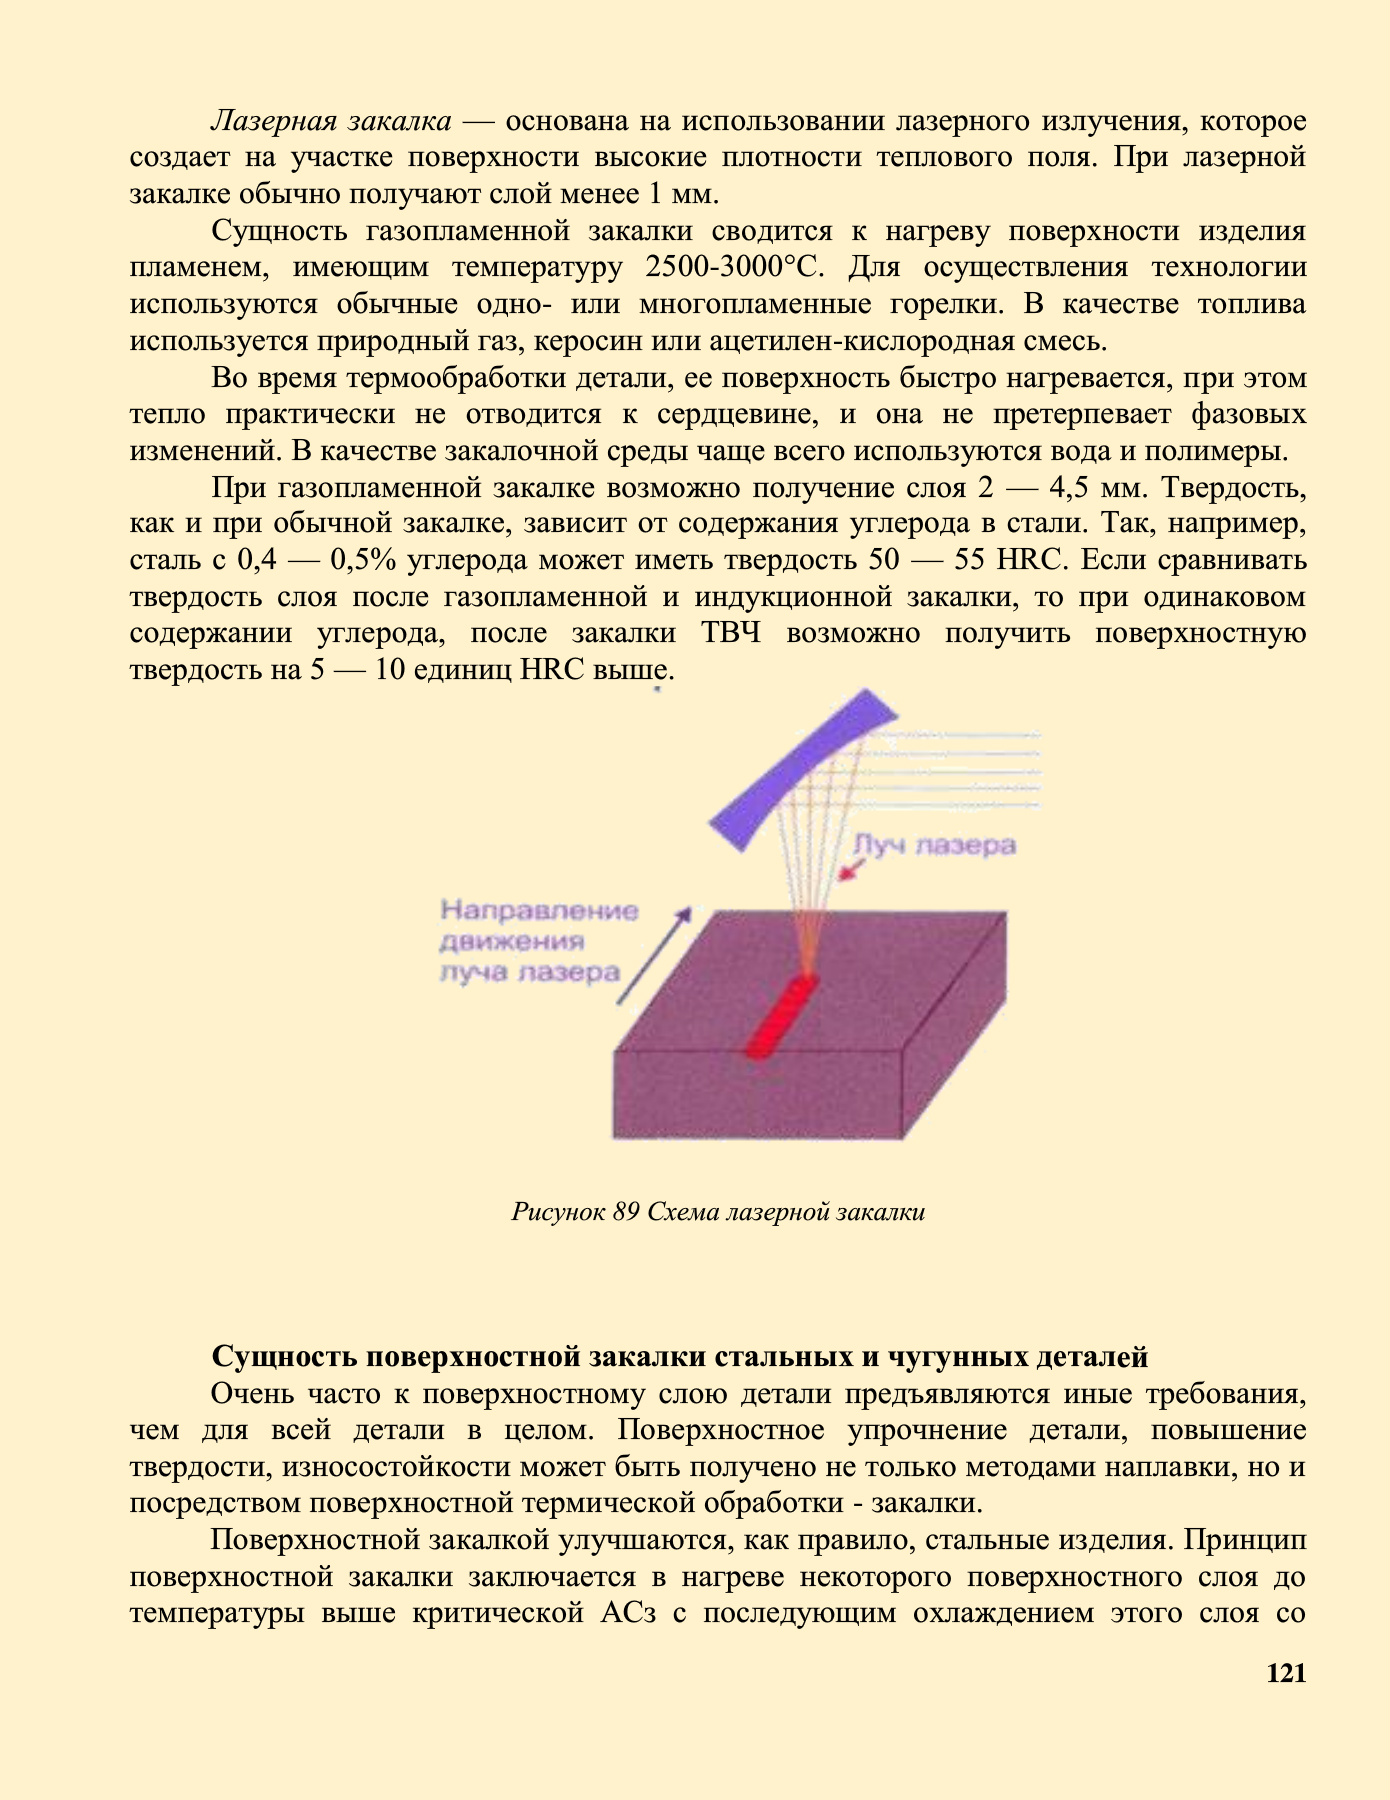 Лазерная закалка — основана на использовании лазерного излучения, которое
создает на участке поверхности высокие плотности теплового поля. При лазерной
закалке обычно получают слой менее 1 мм.
Сущность газопламенной закалки сводится к нагреву поверхности изделия
пламенем, имеющим температуру 2500-3000°С. Для осуществления технологии
используются обычные одно- или многопламенные горелки. В качестве топлива
используется природный газ, керосин или ацетилен-кислородная смесь.
Во время термообработки детали, ее поверхность быстро нагревается, при этом
тепло практически не отводится к сердцевине, и она не претерпевает фазовых
изменений. В качестве закалочной среды чаще всего используются вода и полимеры.
При газопламенной закалке возможно получение слоя 2 — 4,5 мм. Твердость,
как и при обычной закалке, зависит от содержания углерода в стали. Так, например,
сталь с 0,4 — 0,5% углерода может иметь твердость 50 — 55 HRC. Если сравнивать
твердость слоя после газопламенной и индукционной закалки, то при одинаковом
содержании углерода, после закалки ТВЧ возможно получить поверхностную
твердость на 5 — 10 единиц HRC выше.
Луч лазера
Направление
движения
луча лазера
Рисунок 89 Схема лазерной закалки
Сущность поверхностной закалки стальных и чугунных деталей
Очень часто к поверхностному слою детали предъявляются иные требования,
чем для всей детали в целом. Поверхностное упрочнение детали, повышение
твердости, износостойкости может быть получено не только методами наплавки, но и
посредством поверхностной термической обработки - закалки.
Поверхностной закалкой улучшаются, как правило, стальные изделия. Принцип
поверхностной закалки заключается в нагреве некоторого поверхностного слоя до
температуры выше критической АСз с последующим охлаждением этого слоя со
121